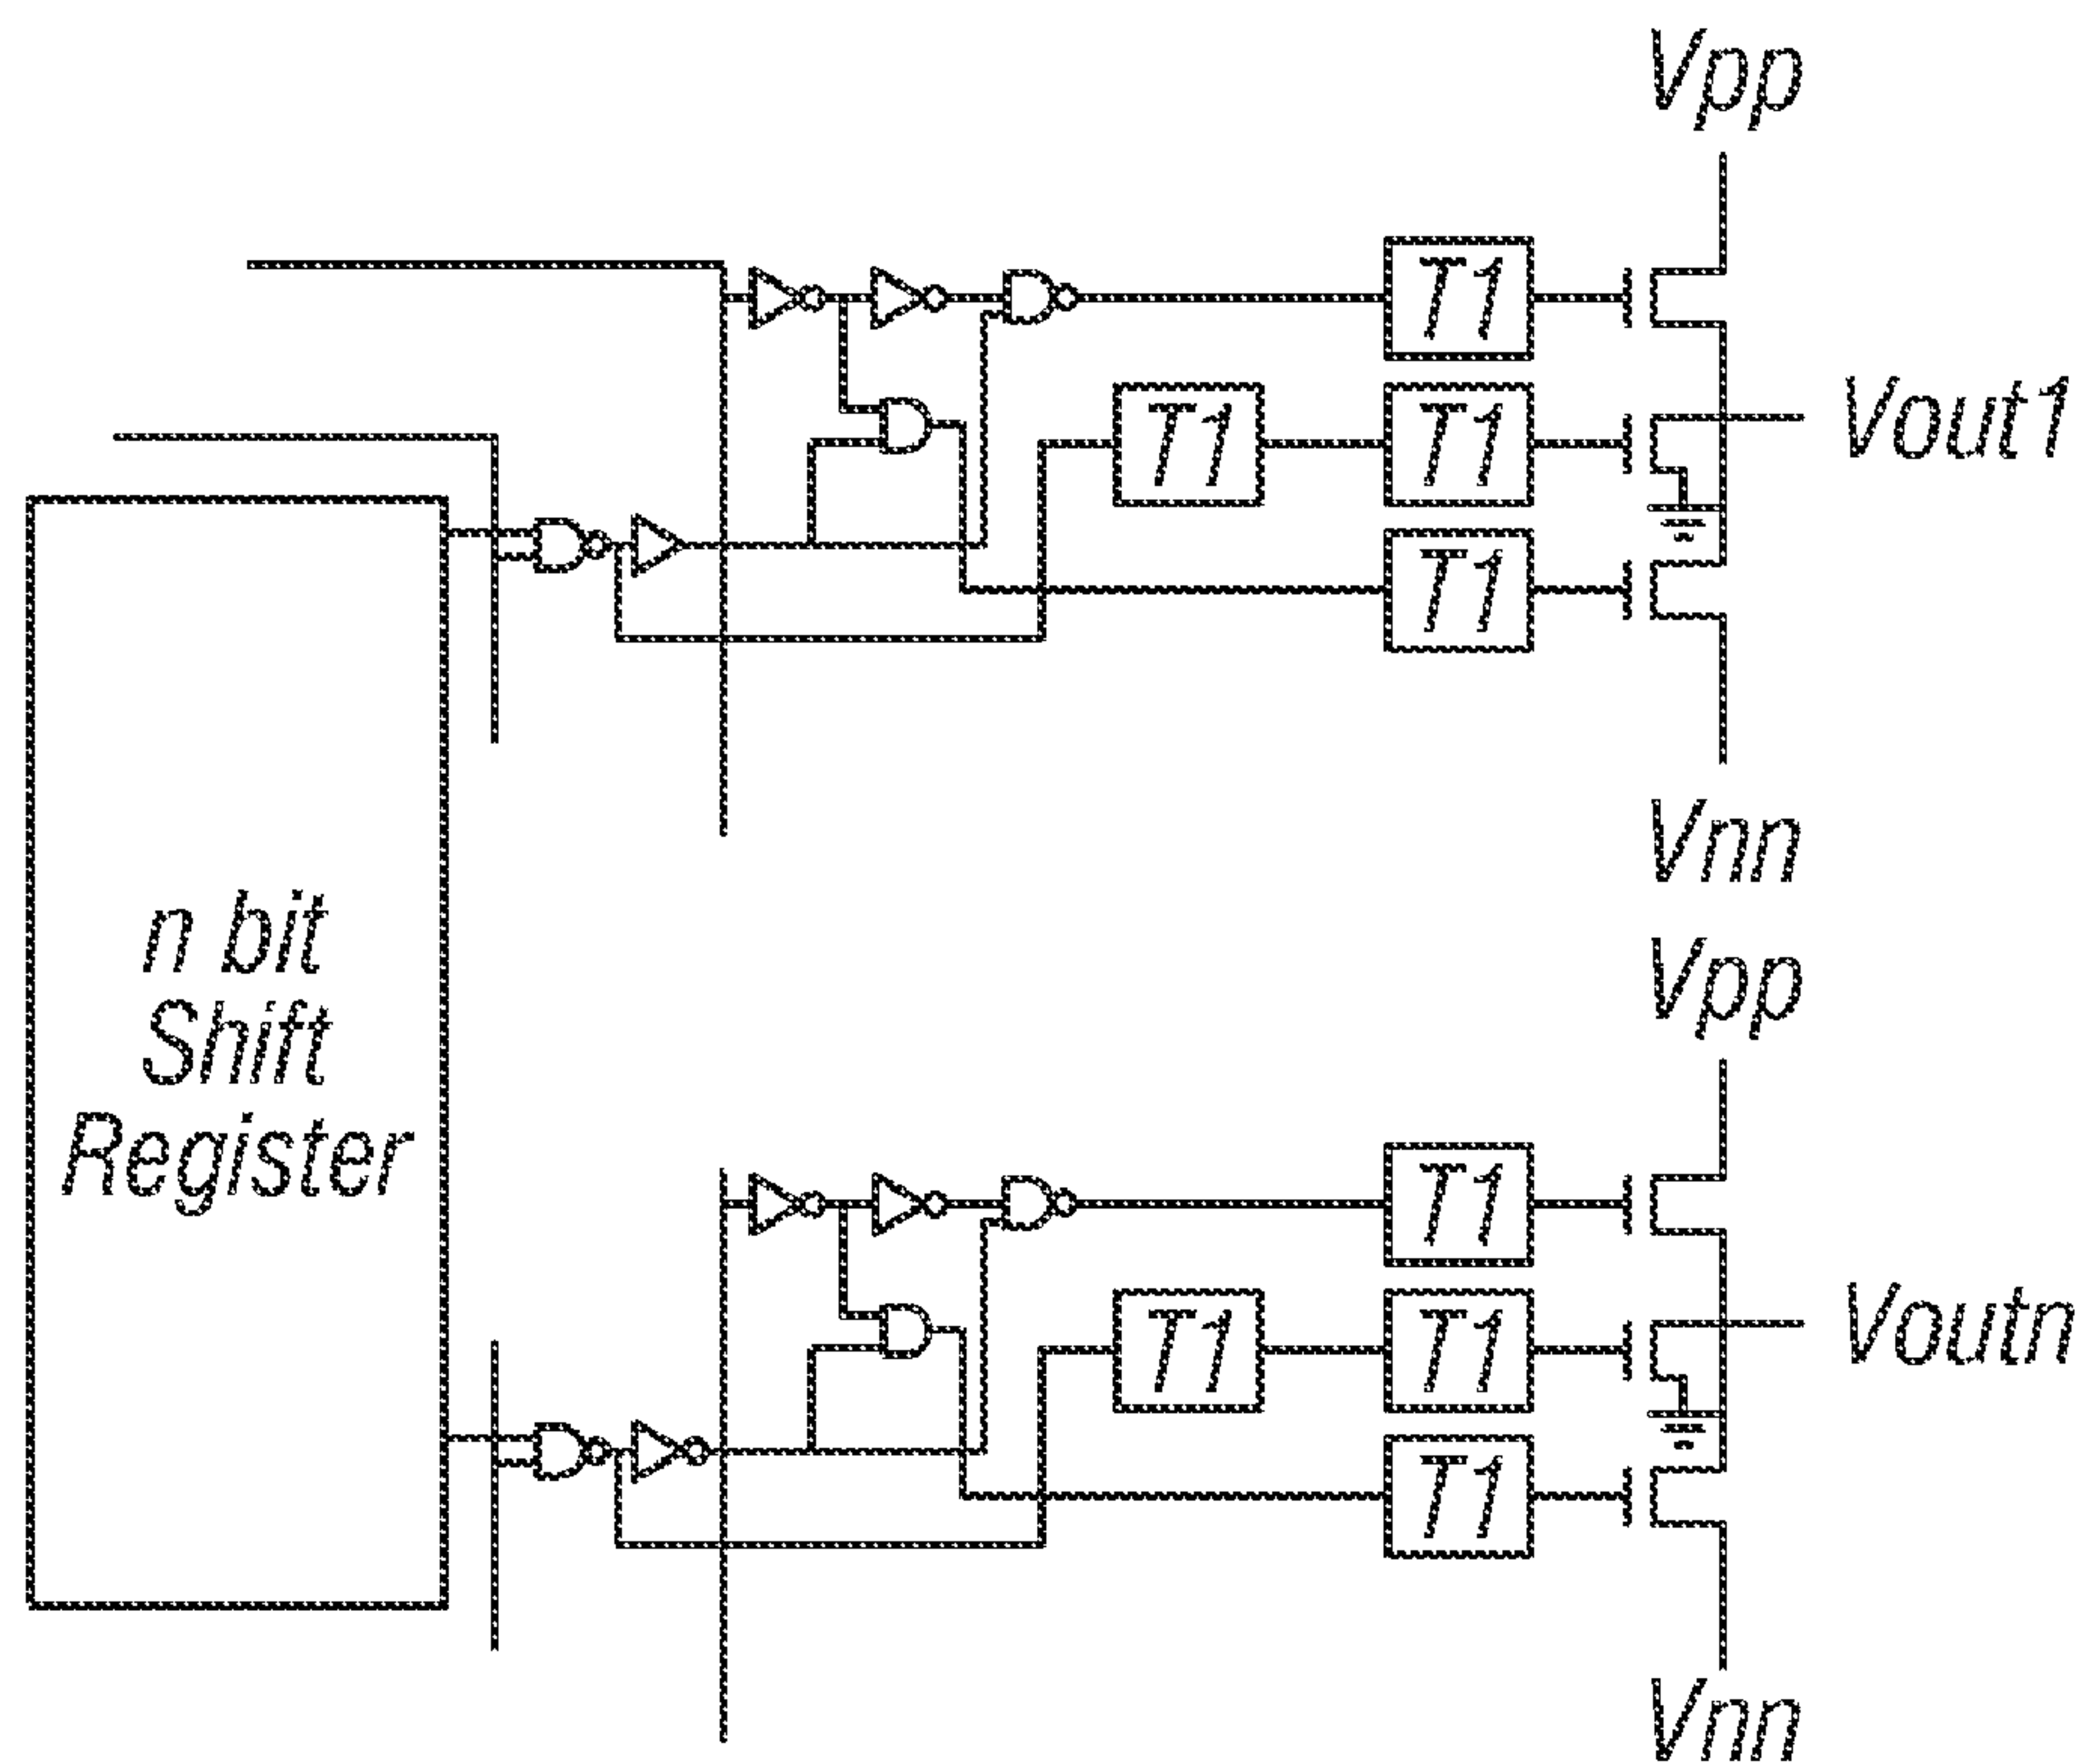 Vpp
T1
T1
T1
Vout1
T1
Vnn
n bit
Shift
Register
Vpp
T1
T1
T1
Voutn
T1
Vnn